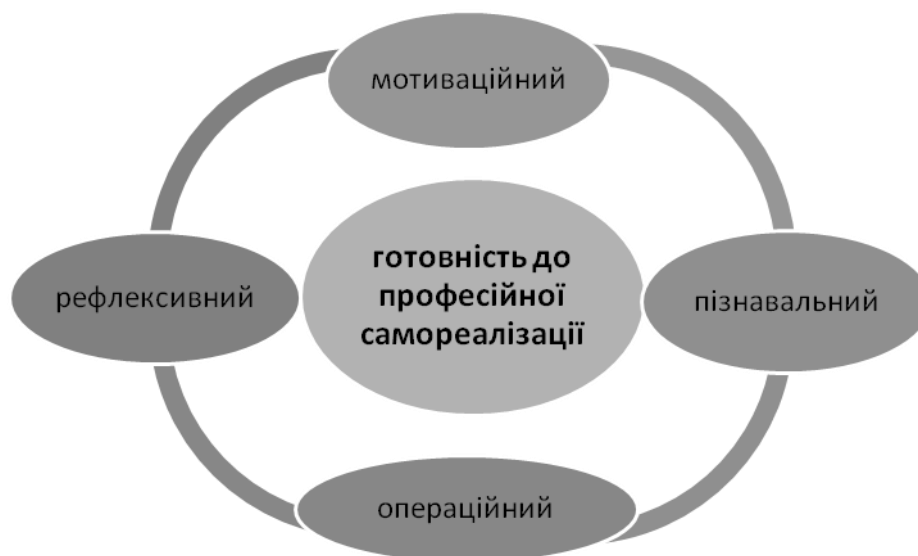 мотиваційний
готовність до
професійної
самореалізації
рефлексивний
пізнавальний
операційний